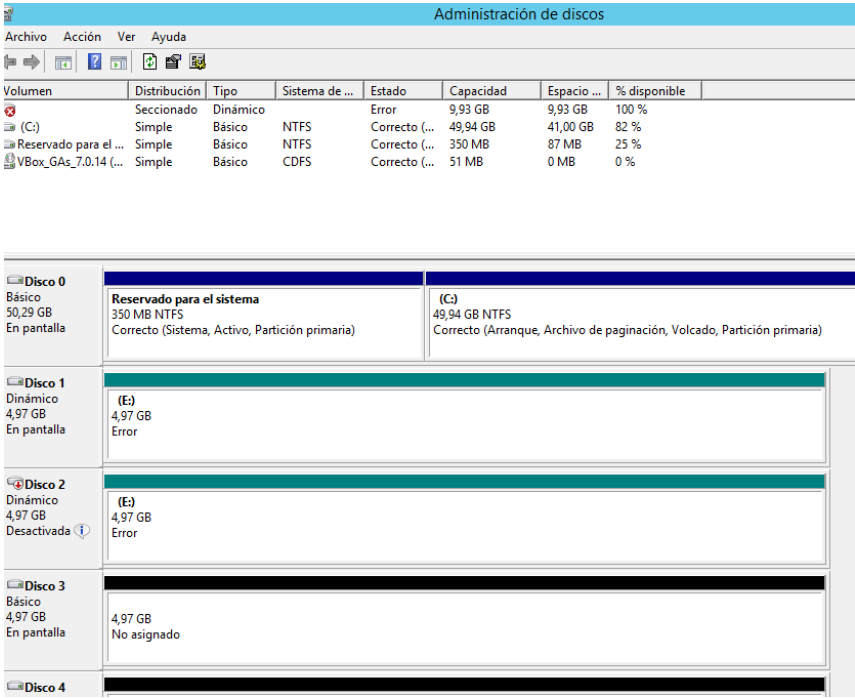 Administración de discos
Archivo Acción Ver Ayuda
Volumen Distribución Tipo Sistema de ... Estado Capacidad Espacio ... % disponible
Seccionado Dinámico Error 9,93 GB 9,93 GB 100 %
(C:) Simple Básico NTFS Correcto (... 49,94 GB 41,00 GB 82 %
Reservado para el ... Simple Básico NTFS Correcto (... 350 MB 87 MB 25 %
VBox_GAs_7.0.14 (... Simple Básico CDFS Correcto (... 51 MB 0 MB 0 %
Disco 0
Básico
50,29 GB
En pantalla
Reservado para el sistema
350 MB NTFS
Correcto (Sistema, Activo, Partición primaria)
(C:)
49,94 GB NTFS
Correcto (Arranque, Archivo de paginación, Volcado, Partición primaria)
Disco 1
Dinámico
4,97 GB
En pantalla
(E:)
4,97 GB
Error
Disco 2
Dinámico
4,97 GB
Desactivada
(E:)
4,97 GB
Error
Disco 3
Básico
4,97 GB
En pantalla
4,97 GB
No asignado
Disco 4